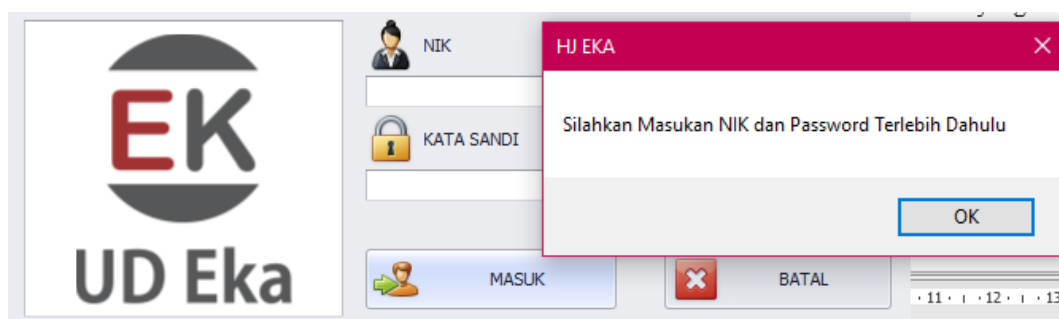 EK
UD Eka
NIK
KATA SANDI
MASUK
BATAL
HJ EKA
Silahkan Masukan NIK dan Password Terlebih Dahulu
OK
· 11 · ı · 12 · ı · 13